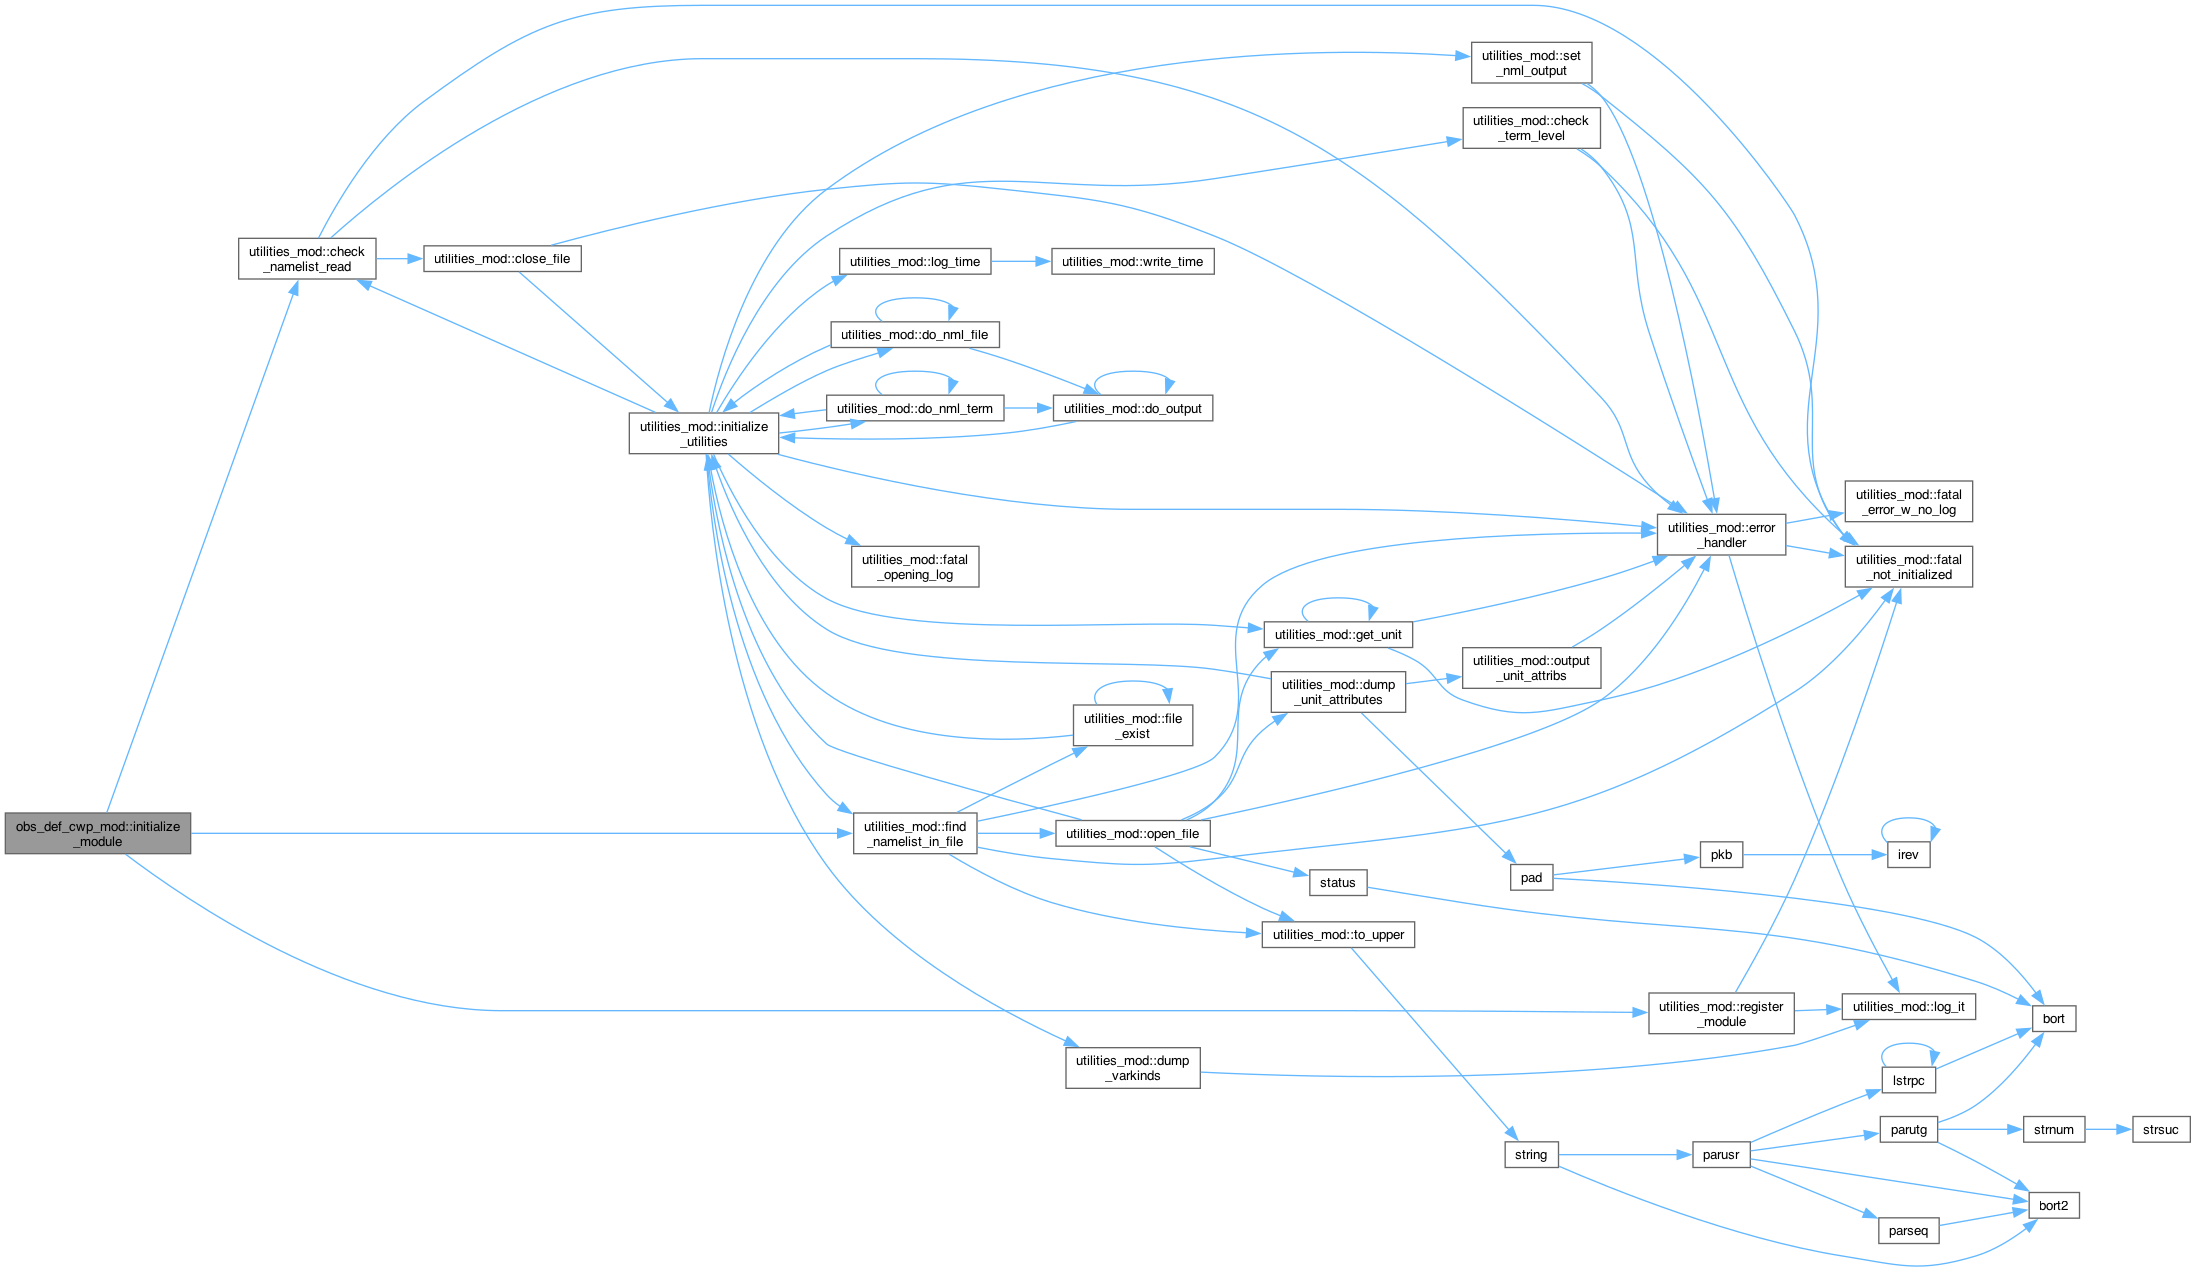 utilities_mod::set
_nml_output
utilities_mod::check
_term_level
utilities_mod::check
_namelist_read
utilities_mod::close_file
utilities_mod::log_time
utilities_mod::write_time
utilities_mod::do_nml_file
utilities_mod::do_nml_term
utilities_mod::do_output
utilities_mod::initialize
_utilities
utilities_mod::fatal
_error_w_no_log
utilities_mod::error
_handler
utilities_mod::fatal
_opening_log
utilities_mod::fatal
_not_initialized
utilities_mod::get_unit
utilities_mod::output
_unit_attribs
utilities_mod::dump
_unit_attributes
utilities_mod::file
_exist
obs_def_cwp_mod::initialize
_module
utilities_mod::find
_namelist_in_file
utilities_mod::open_file
pkb
irev
pad
status
utilities_mod::to_upper
utilities_mod::register
_module
utilities_mod::log_it
bort
utilities_mod::dump
_varkinds
lstrpc
parutg
strnum
strsuc
string
parusr
bort2
parseq